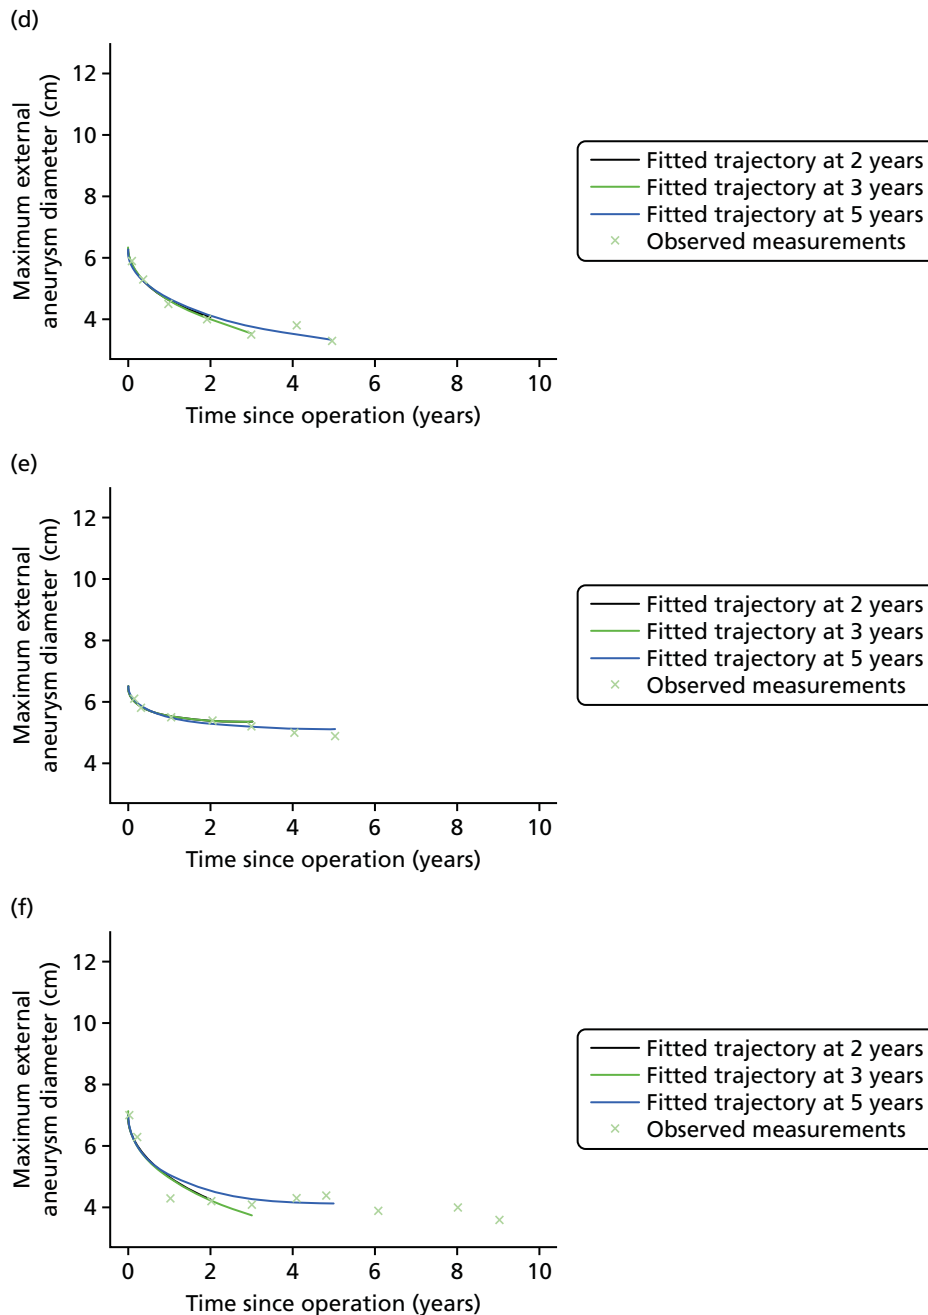 (d)
Maximum external
aneurysm diameter (cm)
12
10
8
6
4
0 2 4 6 8 10
Time since operation (years)
Fitted trajectory at 2 years
Fitted trajectory at 3 years
Fitted trajectory at 5 years
Observed measurements
(e)
Maximum external
aneurysm diameter (cm)
12
10
8
6
4
0 2 4 6 8 10
Time since operation (years)
Fitted trajectory at 2 years
Fitted trajectory at 3 years
Fitted trajectory at 5 years
Observed measurements
(f)
Maximum external
aneurysm diameter (cm)
12
10
8
6
4
0 2 4 6 8 10
Time since operation (years)
Fitted trajectory at 2 years
Fitted trajectory at 3 years
Fitted trajectory at 5 years
Observed measurements